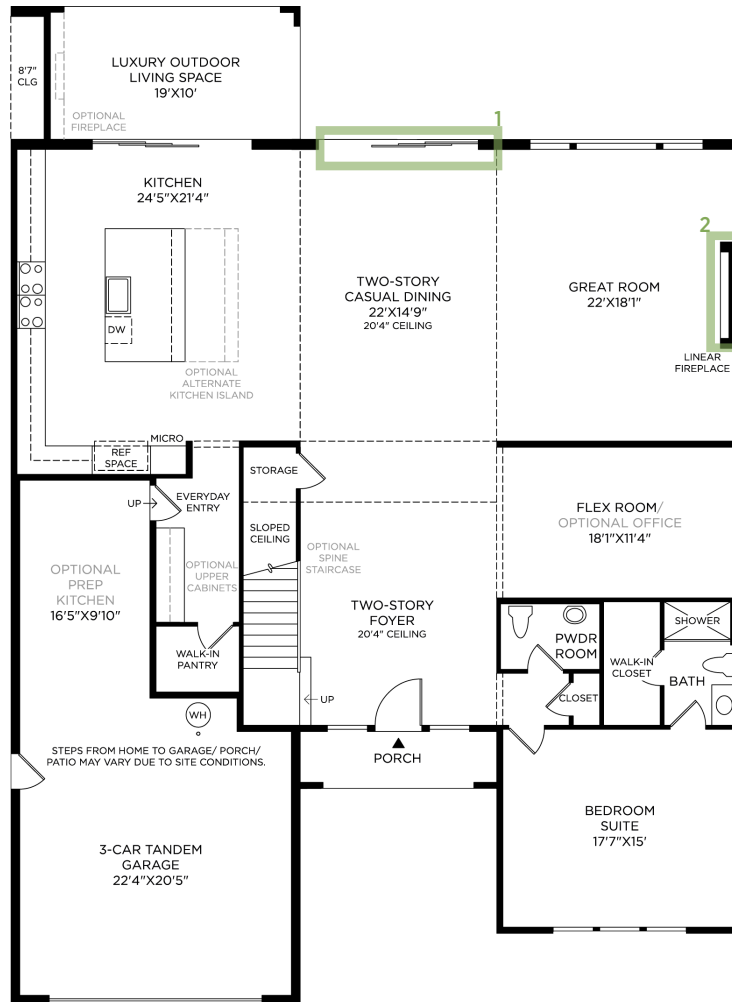 8'7"
CLG
LUXURY OUTDOOR
LIVING SPACE
19'X10'
OPTIONAL
FIREPLACE
1
KITCHEN
24'5"X21'4"
DW
OPTIONAL
ALTERNATE
KITCHEN ISLAND
TWO-STORY
CASUAL DINING
22'X14'9"
20'4" CEILING
2
GREAT ROOM
22'X18'1"
LINEAR
FIREPLACE
MICRO
REF
SPACE
STORAGE
UP
EVERYDAY
ENTRY
SLOPED
CEILING
OPTIONAL
UPPER
CABINETS
OPTIONAL
SPINE
STAIRCASE
FLEX ROOM/
OPTIONAL OFFICE
18'1"X11'4"
OPTIONAL
PREP
KITCHEN
16'5"X9'10"
TWO-STORY
FOYER
20'4" CEILING
WALK-IN
PANTRY
PWDR
ROOM
WALK-IN
CLOSET
SHOWER
BATH
CLOSET
UP
WH
STEPS FROM HOME TO GARAGE/ PORCH/
PATIO MAY VARY DUE TO SITE CONDITIONS.
PORCH
BEDROOM
SUITE
17'7"X15'
3-CAR TANDEM
GARAGE
22'4"X20'5"